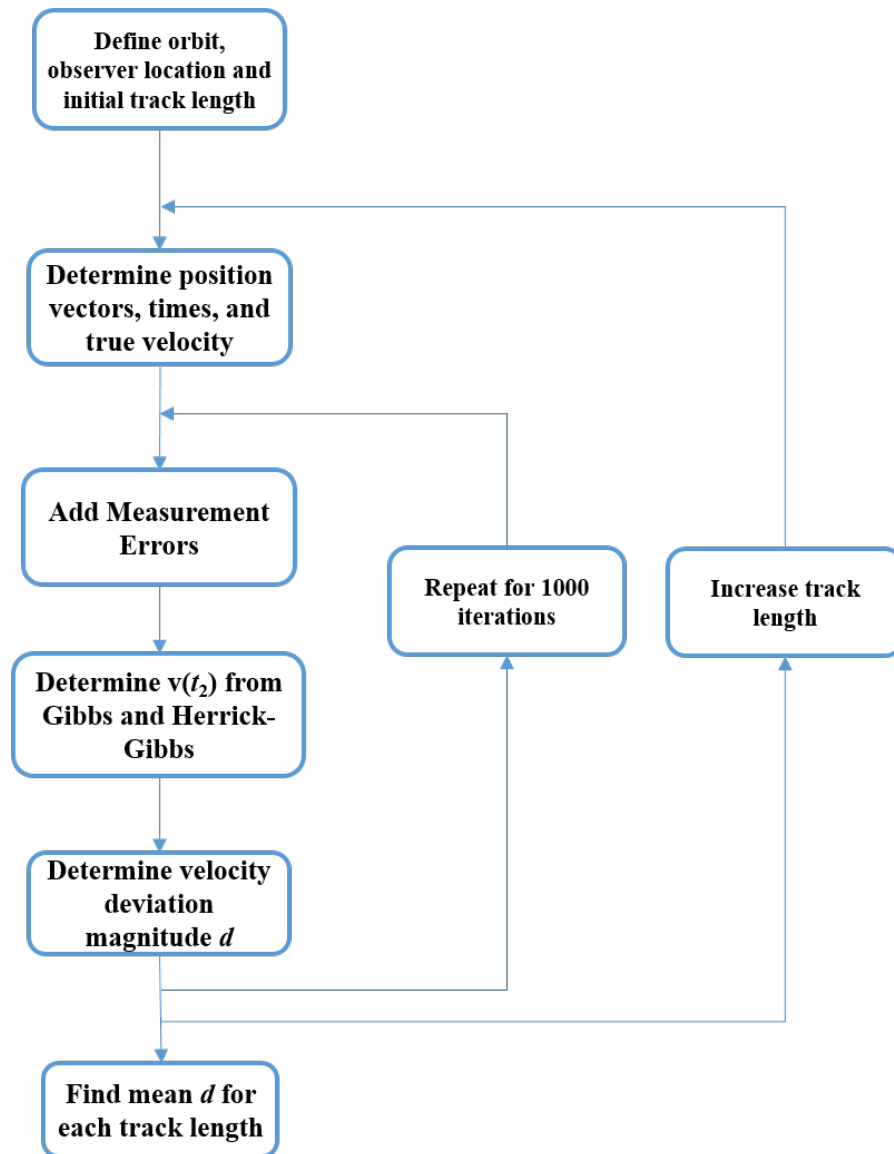 Define orbit,
observer location and
initial track length
Determine position
vectors, times, and
true velocity
Add Measurement
Errors
Repeat for 1000
iterations
Increase track
length
Determine v(t₂) from
Gibbs and Herrick-
Gibbs
Determine velocity
deviation
magnitude d
Find mean d for
each track length